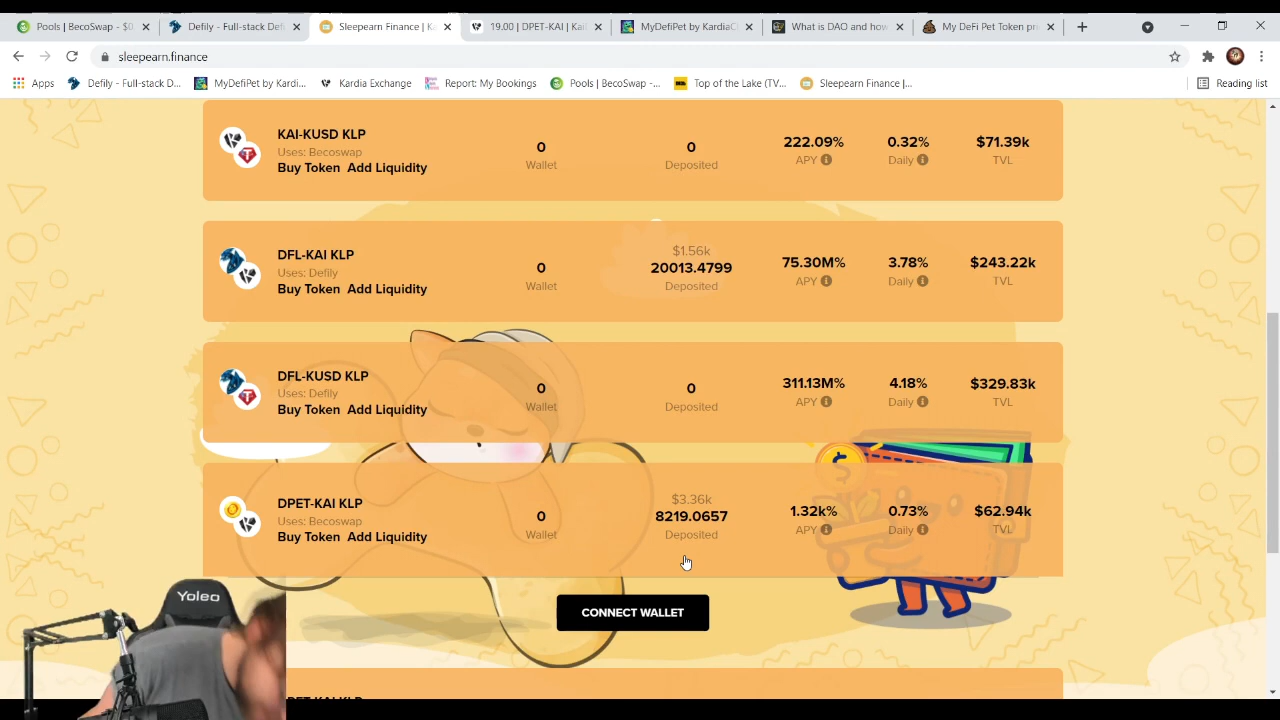 Pools | BecoSwap - $0.
Defily - Full-stack Defi
Sleepearn Finance | Ka
19.00 | DPET-KAI | Kai
MyDefiPet by KardiaC
What is DAO and how
My DeFi Pet Token pr
sleepearn.finance
Apps
Defily - Full-stack D...
MyDefiPet by Kardi...
Kardia Exchange
Report: My Bookings
Pools | BecoSwap -...
Top of the Lake (TV...
Sleepearn Finance |...
Reading list
KAI-KUSD KLP
Uses: Becoswap
Buy Token Add Liquidity
0
Wallet
0
Deposited
222.09%
APY
0.32%
Daily
$71.39k
TVL
DFL-KAI KLP
Uses: Defily
Buy Token Add Liquidity
0
Wallet
$1.56k
20013.4799
Deposited
75.30M%
APY
3.78%
Daily
$243.22k
TVL
DFL-KUSD KLP
Uses: Defily
Buy Token Add Liquidity
0
Wallet
0
Deposited
311.13M%
APY
4.18%
Daily
$329.83k
TVL
DPET-KAI KLP
Uses: Becoswap
Buy Token Add Liquidity
0
Wallet
$3.36k
8219.0657
Deposited
1.32k%
APY
0.73%
Daily
$62.94k
TVL
CONNECT WALLET
Yaleo